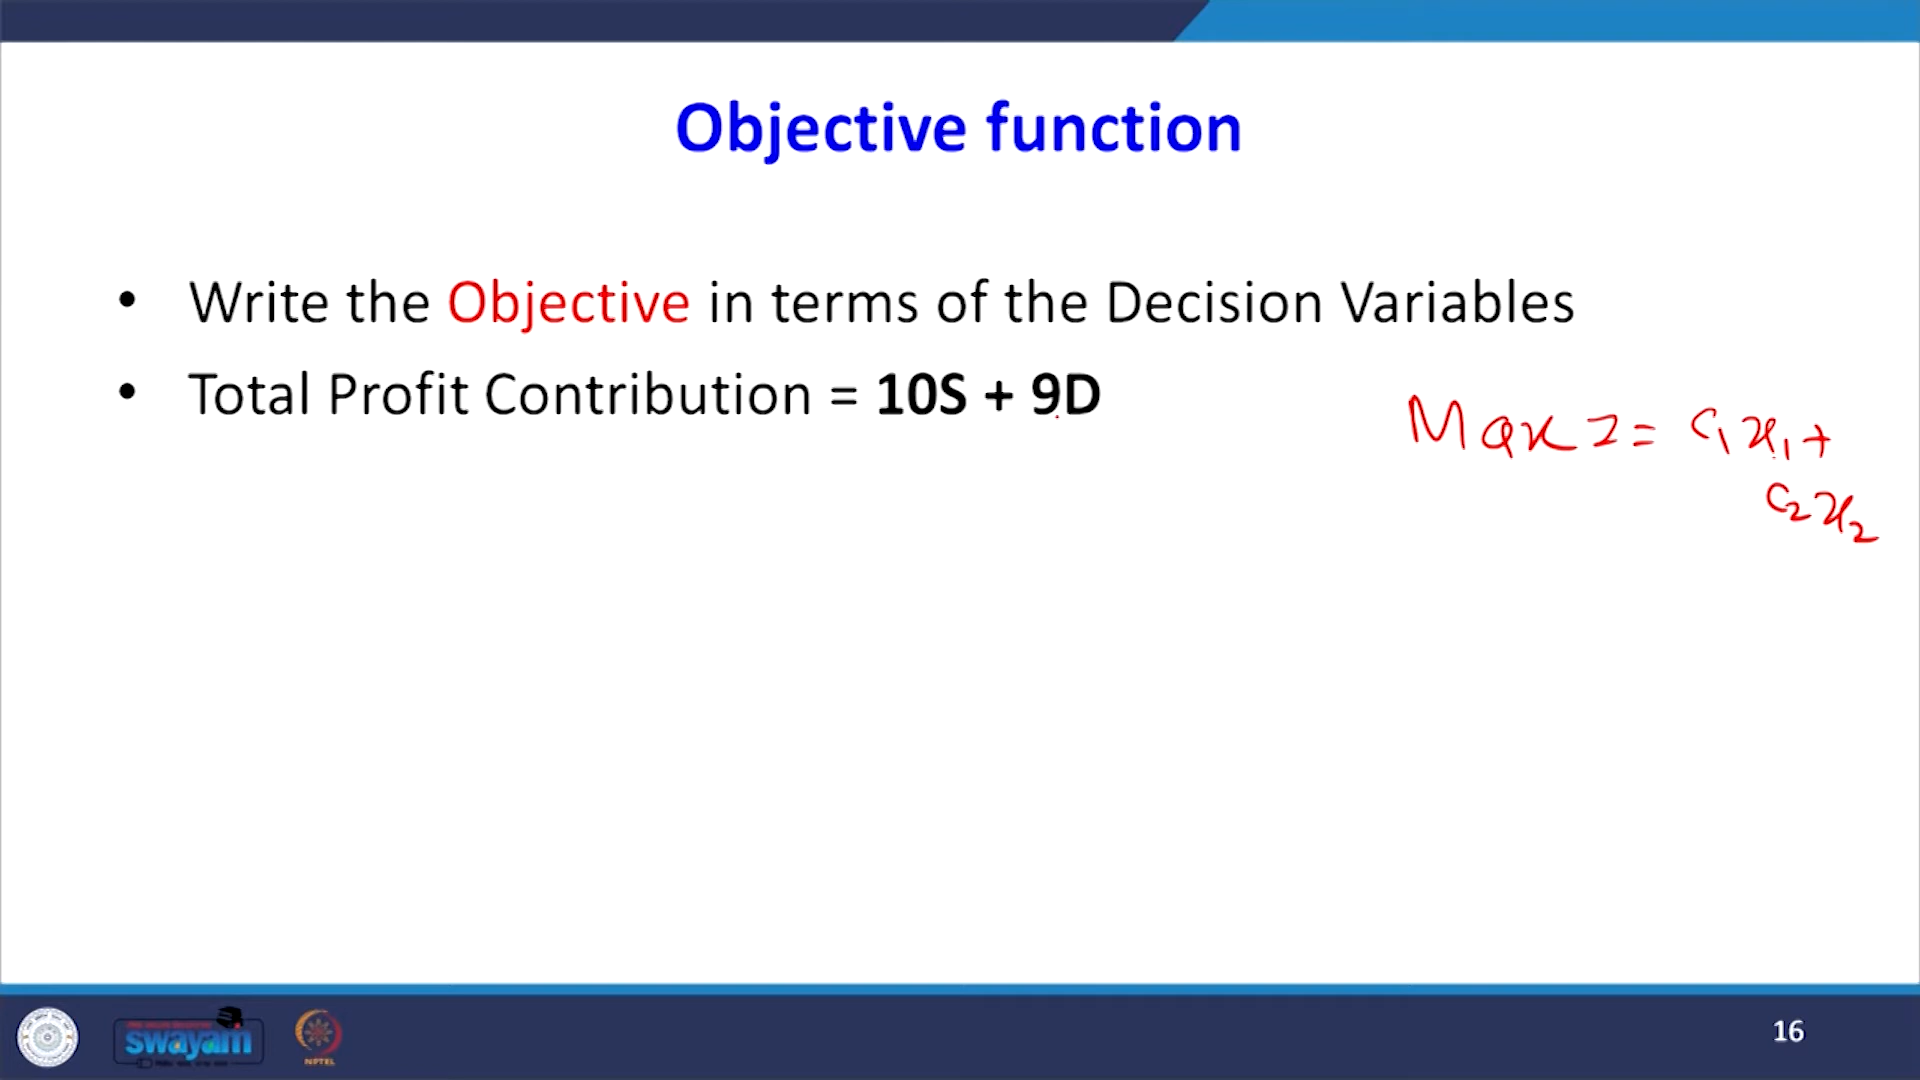 Objective function
• Write the Objective in terms of the Decision Variables
• Total Profit Contribution = 10S + 9D
Max Z = c₁x₁ +
c₂x₂
swayam
NPTEL
16